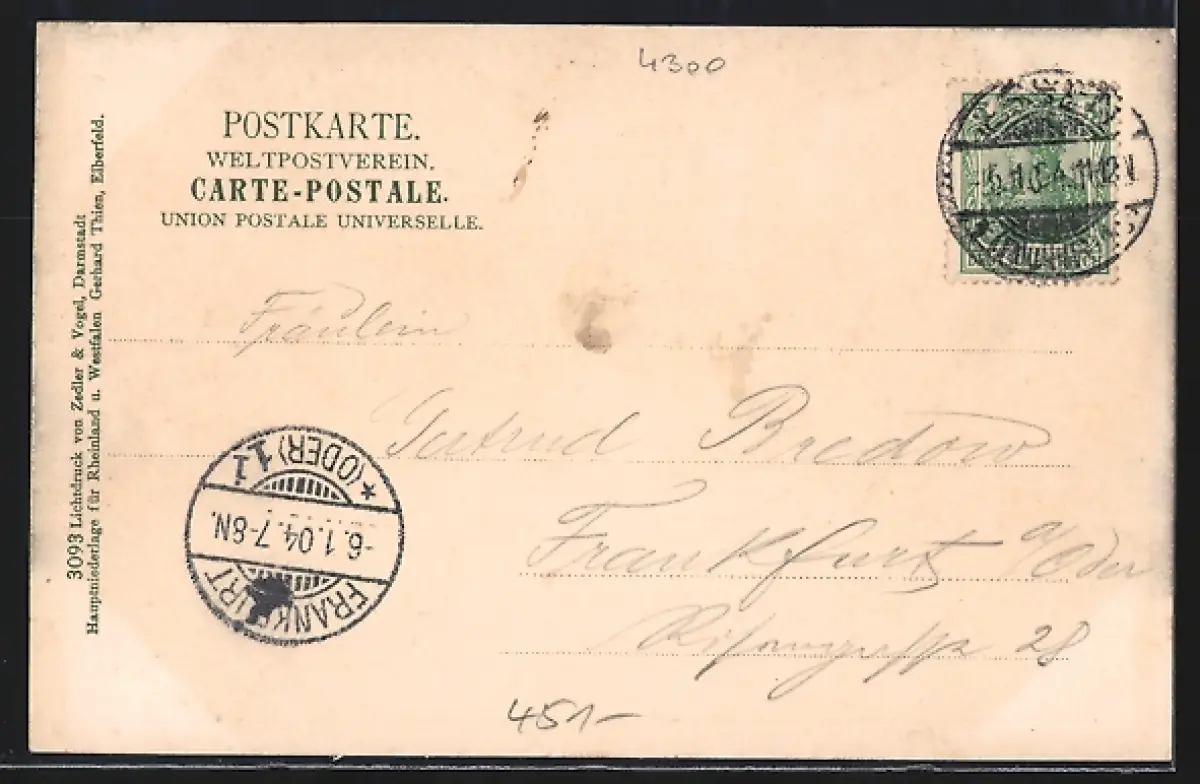 4300
POSTKARTE.
WELTPOSTVEREIN.
CARTE-POSTALE.
UNION POSTALE UNIVERSELLE.
3093 Lichtdruck von Zedler & Vogel, Darmstadt
Hauptniederlage für Rheinland u. Westfalen Gerhard Thien, Elberfeld.
Fräulein
Gertrud Bredow
Frankfurt a/Oder
28
FRANKFURT
-6.1.04.7-8N.
*(ODER)1
451-